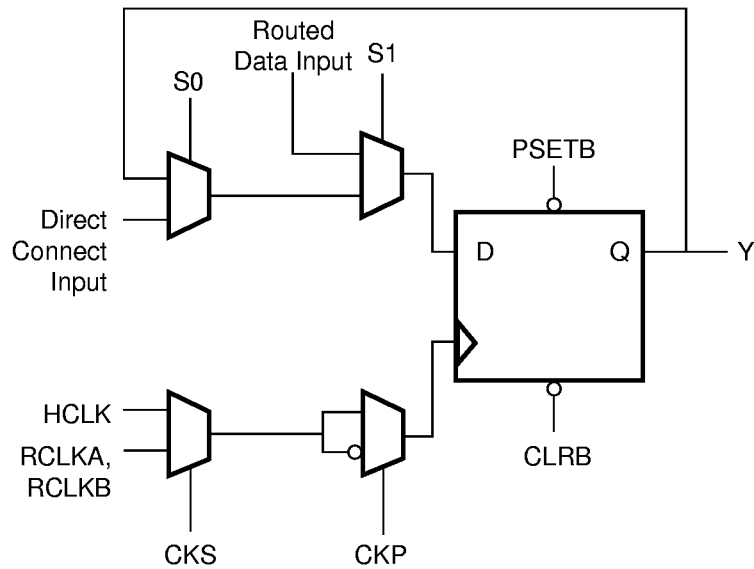 Routed
Data Input
S1
S0
PSETB
Direct
Connect
Input
D
Q
Y
HCLK
RCLKA,
RCLKB
CLRB
CKS
CKP